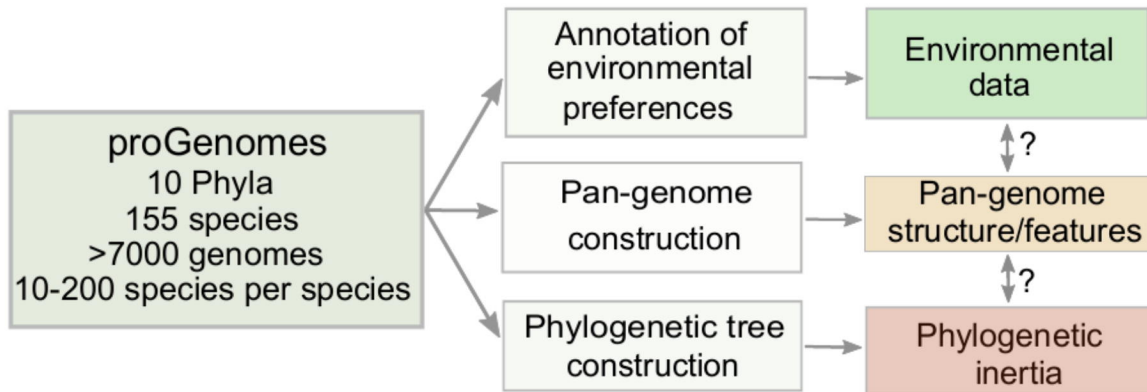 proGenomes
10 Phyla
155 species
>7000 genomes
10-200 species per species
Annotation of
environmental
preferences
Environmental
data
?
Pan-genome
construction
Pan-genome
structure/features
?
Phylogenetic tree
construction
Phylogenetic
inertia